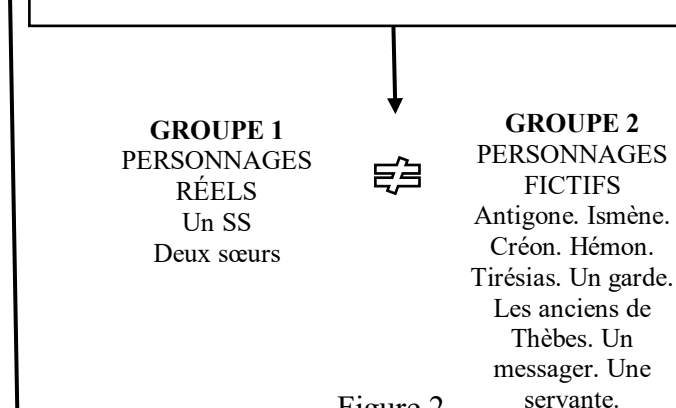 GROUPE 1
PERSONNAGES
RÉELS
Un SS
Deux sœurs
≠
GROUPE 2
PERSONNAGES
FICTIFS
Antigone. Ismène.
Créon. Hémon.
Tirésias. Un garde.
Les anciens de
Thèbes. Un
messager. Une
servante.
Figure 2